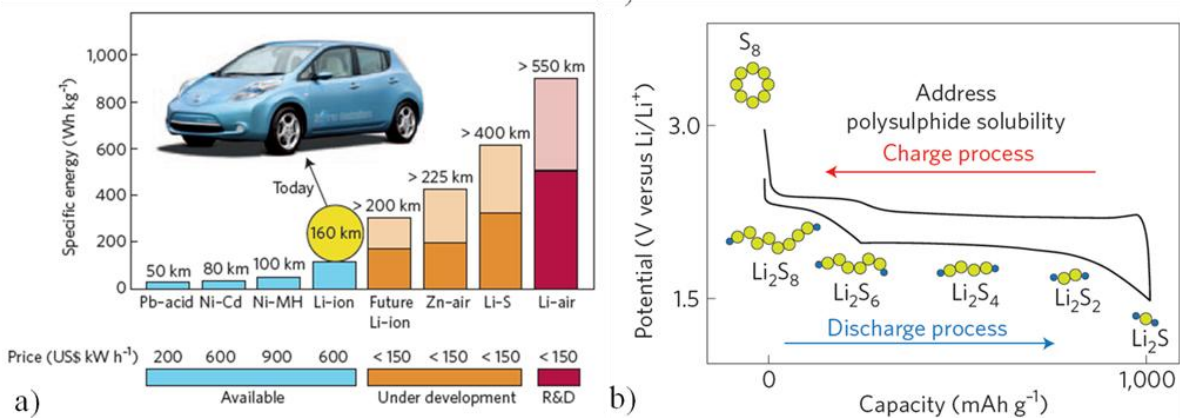 1,000
800
600
400
200
0
Specific energy (Wh kg⁻¹)
50 km
80 km
100 km
160 km
Today
> 200 km
> 225 km
> 400 km
> 550 km
Pb-acid
Ni-Cd
Ni-MH
Li-ion
Future
Li-ion
Zn-air
Li-S
Li-air
Price (US$ kW h⁻¹)
200
600
900
600
< 150
< 150
< 150
< 150
Available
Under development
R&D
a)
S₈
Address
polysulphide solubility
Charge process
3.0
1.5
Potential (V versus Li/Li⁺)
Li₂S₈
Li₂S₆
Li₂S₄
Li₂S₂
Li₂S
Discharge process
0
1,000
Capacity (mAh g⁻¹)
b)